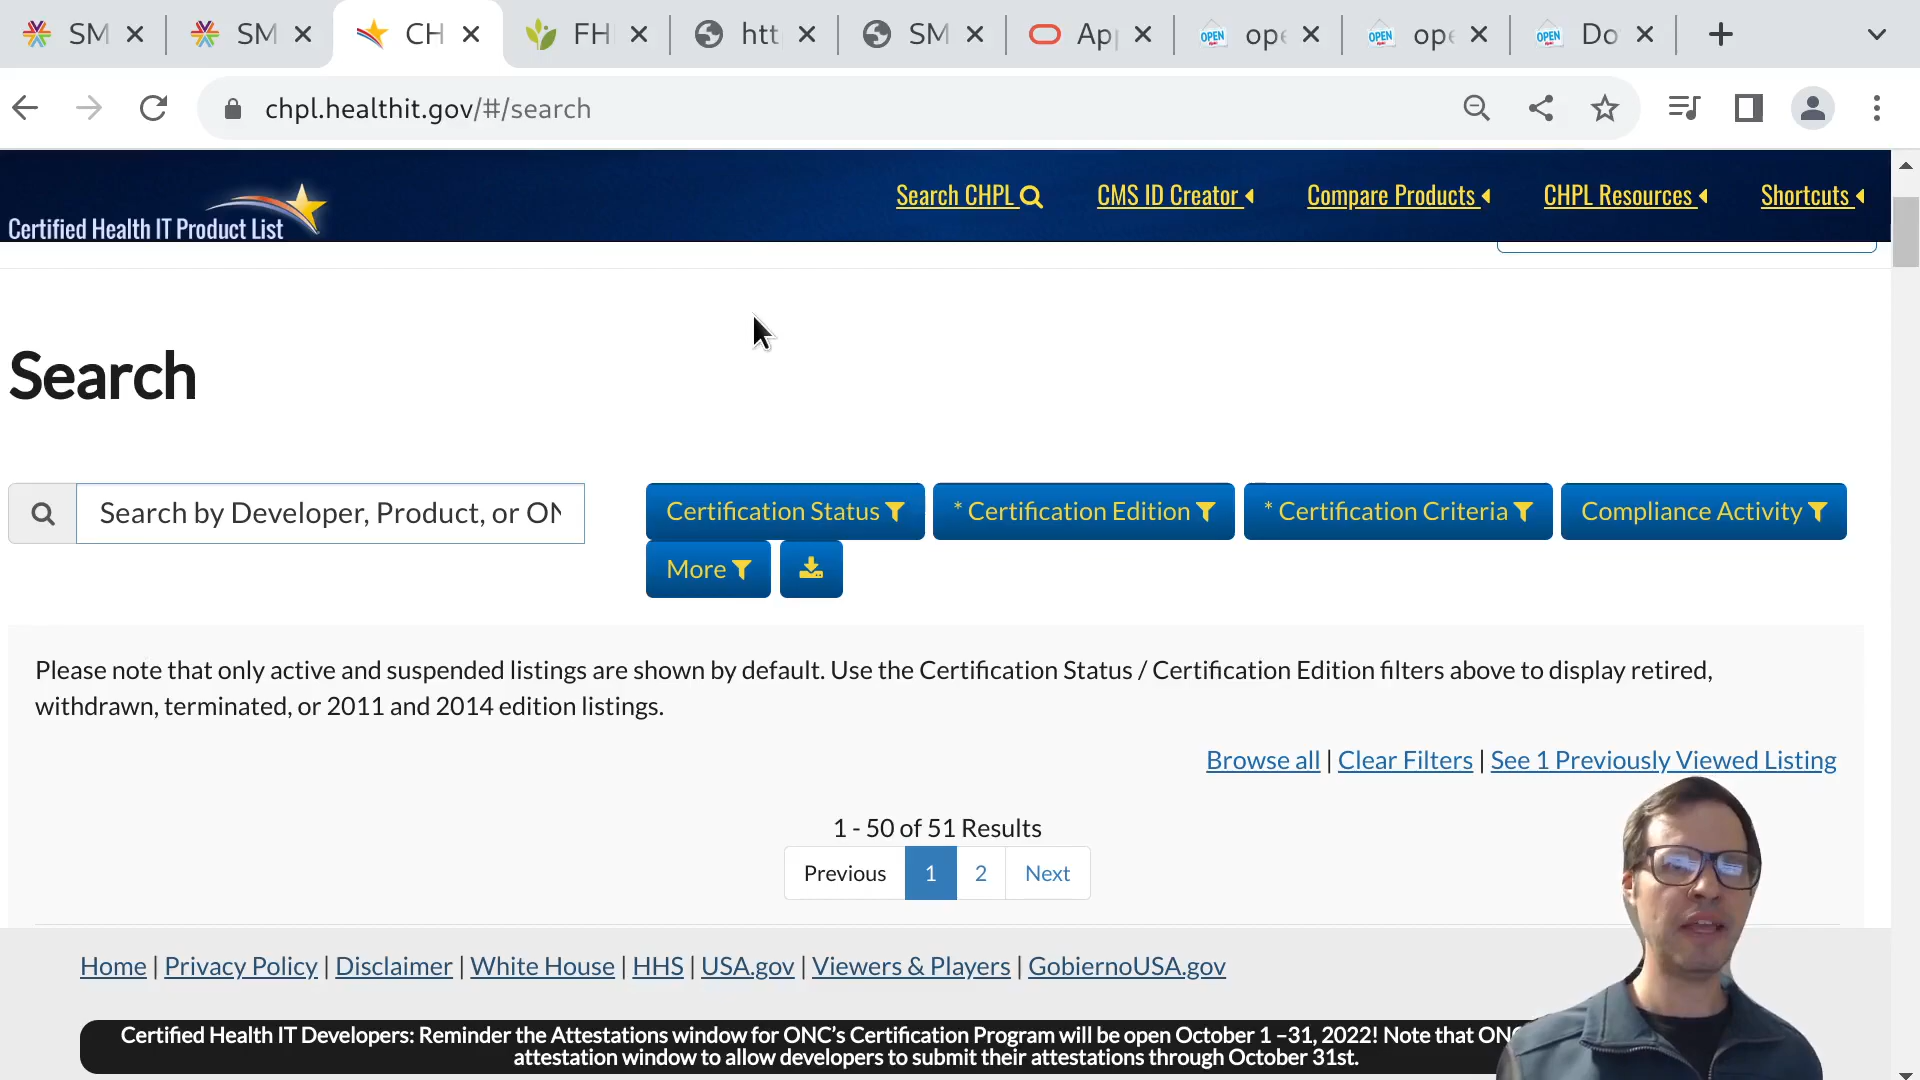 SM
SM
CH
FH
htt
SM
Ap
ope
ope
Do
chpl.healthit.gov/#/search
Certified Health IT Product List
Search CHPL
CMS ID Creator
Compare Products
CHPL Resources
Shortcuts
Search
Search by Developer, Product, or ON
Certification Status
* Certification Edition
* Certification Criteria
Compliance Activity
More
Please note that only active and suspended listings are shown by default. Use the Certification Status / Certification Edition filters above to display retired,
withdrawn, terminated, or 2011 and 2014 edition listings.
Browse all | Clear Filters | See 1 Previously Viewed Listing
1 - 50 of 51 Results
Previous 1 2 Next
Home | Privacy Policy | Disclaimer | White House | HHS | USA.gov | Viewers & Players | GobiernoUSA.gov
Certified Health IT Developers: Reminder the Attestations window for ONC's Certification Program will be open October 1 –31, 2022! Note that ONC
attestation window to allow developers to submit their attestations through October 31st.